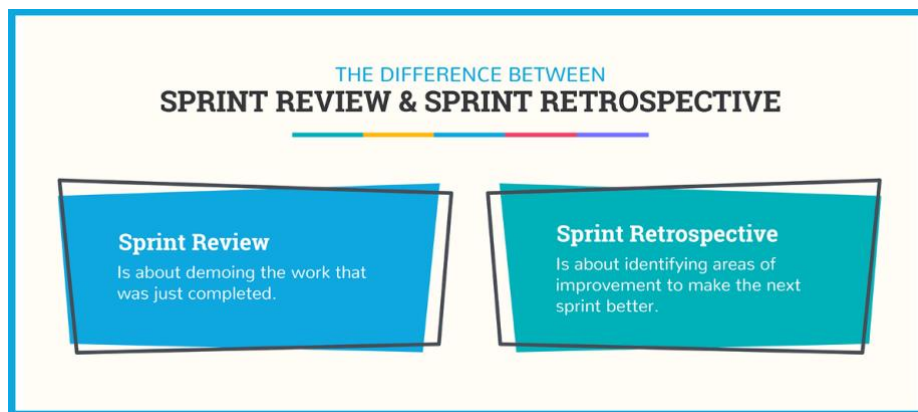 THE DIFFERENCE BETWEEN
SPRINT REVIEW & SPRINT RETROSPECTIVE
Sprint Review
Is about demoing the work that
was just completed.
Sprint Retrospective
Is about identifying areas of
improvement to make the next
sprint better.